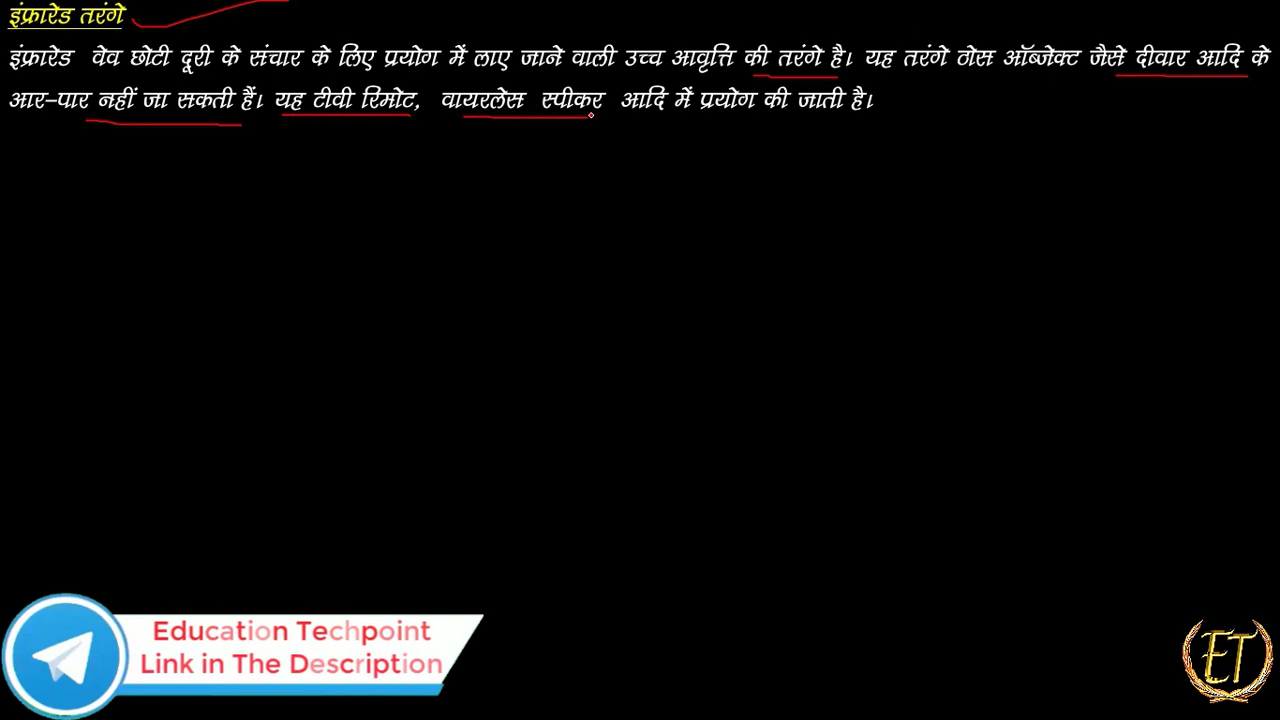 इंफ्रारेड तरंगे
इंफ्रारेड वेव छोटी दूरी के संचार के लिए प्रयोग में लाए जाने वाली उच्च आवृत्ति की तरंगे है। यह तरंगे ठोस ऑब्जेक्ट जैसे दीवार आदि के
आर-पार नहीं जा सकती हैं। यह टीवी रिमोट, वायरलेस स्पीकर आदि में प्रयोग की जाती है।
Education Techpoint
Link in The Description
ET